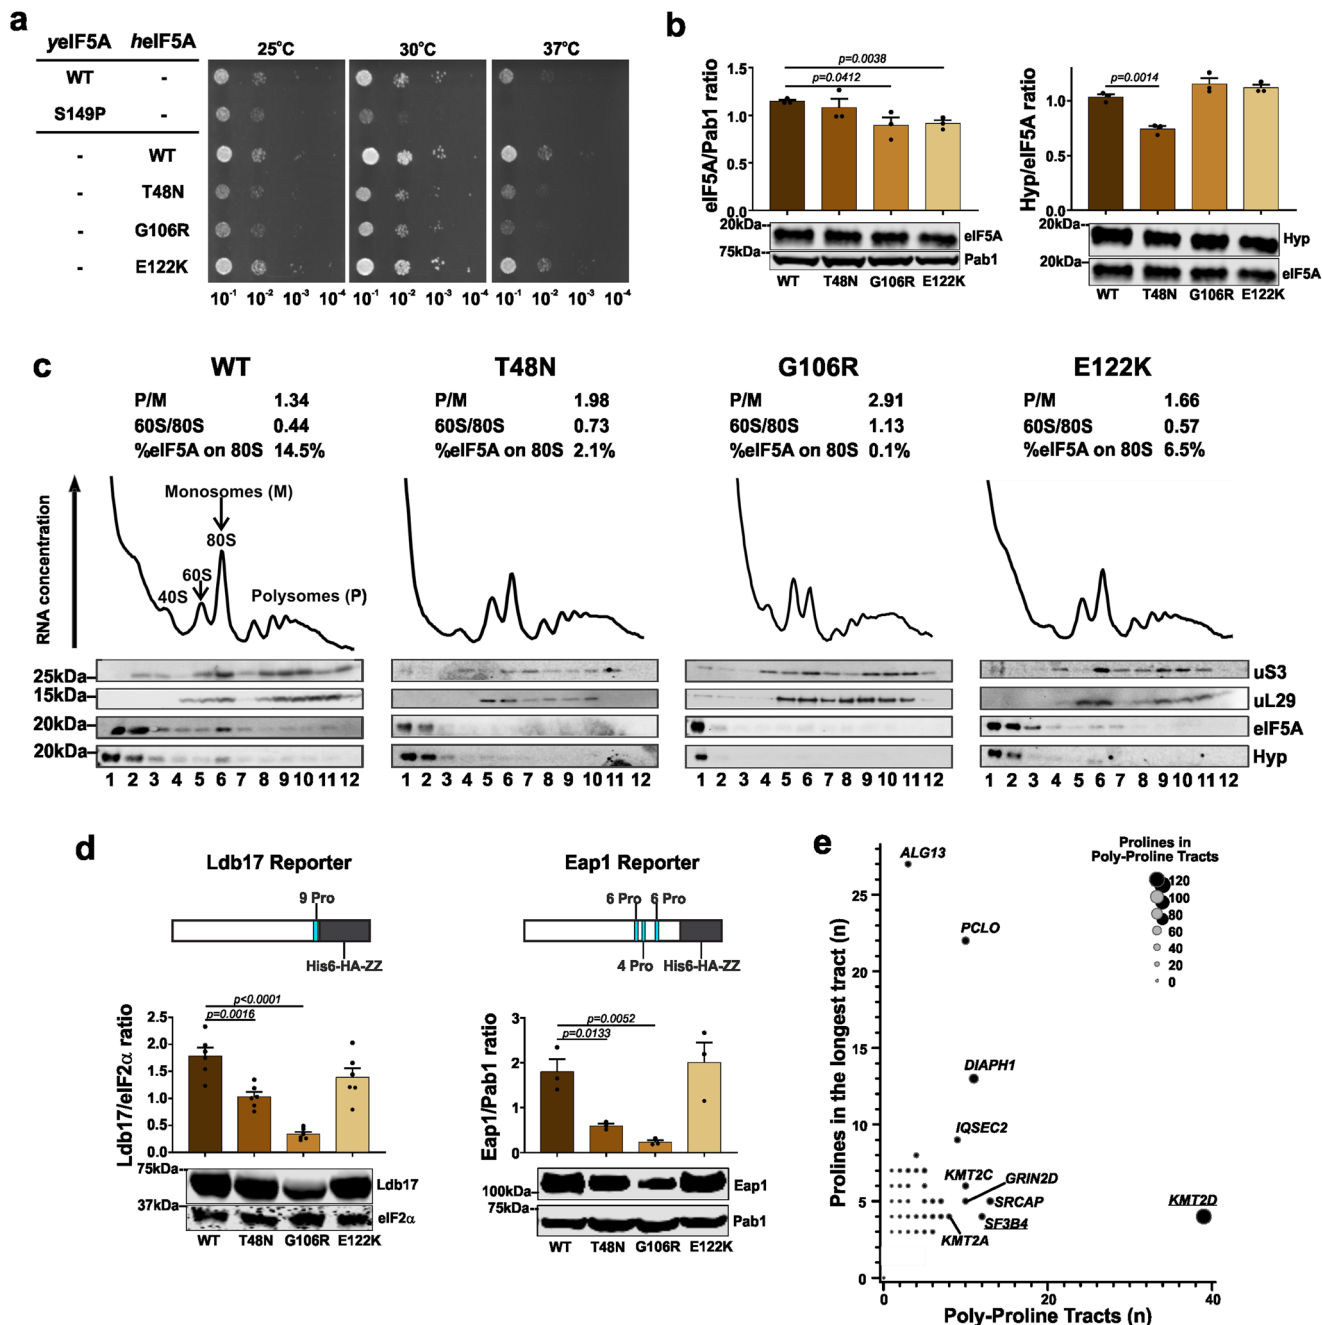 a
yeIF5A heIF5A
25°C 30°C 37°C
WT -
S149P -
- WT
- T48N
- G106R
- E122K
10-1 10-2 10-3 10-4 10-1 10-2 10-3 10-4 10-1 10-2 10-3 10-4
b
eIF5A/Pab1 ratio
p=0.0038
p=0.0412
1.5
1.0
0.5
0.0
20kDa
75kDa
eIF5A
Pab1
WT T48N G106R E122K
Hyp/eIF5A ratio
p=0.0014
1.0
0.5
0.0
20kDa
20kDa
Hyp
eIF5A
WT T48N G106R E122K
c
WT T48N G106R E122K
P/M 1.34 P/M 1.98 P/M 2.91 P/M 1.66
60S/80S 0.44 60S/80S 0.73 60S/80S 1.13 60S/80S 0.57
%eIF5A on 80S 14.5% %eIF5A on 80S 2.1% %eIF5A on 80S 0.1% %eIF5A on 80S 6.5%
RNA concentration
Monosomes (M)
80S
60S
40S
Polysomes (P)
25kDa
15kDa
20kDa
20kDa
uS3
uL29
eIF5A
Hyp
1 2 3 4 5 6 7 8 9 10 11 12 1 2 3 4 5 6 7 8 9 10 11 12 1 2 3 4 5 6 7 8 9 10 11 12 1 2 3 4 5 6 7 8 9 10 11 12
d
Ldb17 Reporter
9 Pro
His6-HA-ZZ
Ldb17/eIF2α ratio
p<0.0001
p=0.0016
2.5
2.0
1.5
1.0
0.5
0.0
75kDa
37kDa
Ldb17
eIF2α
WT T48N G106R E122K
Eap1 Reporter
6 Pro 6 Pro
4 Pro His6-HA-ZZ
Eap1/Pab1 ratio
p=0.0052
p=0.0133
3
2
1
0
100kDa
75kDa
Eap1
Pab1
WT T48N G106R E122K
e
Prolines in the longest tract (n)
25
20
15
10
5
0
ALG13
PCLO
DIAPH1
IQSEC2
KMT2C
GRIN2D
SRCAP
SF3B4
KMT2A
KMT2D
Prolines in
Poly-Proline Tracts
120
100
80
60
40
20
0
0 20 40
Poly-Proline Tracts (n)